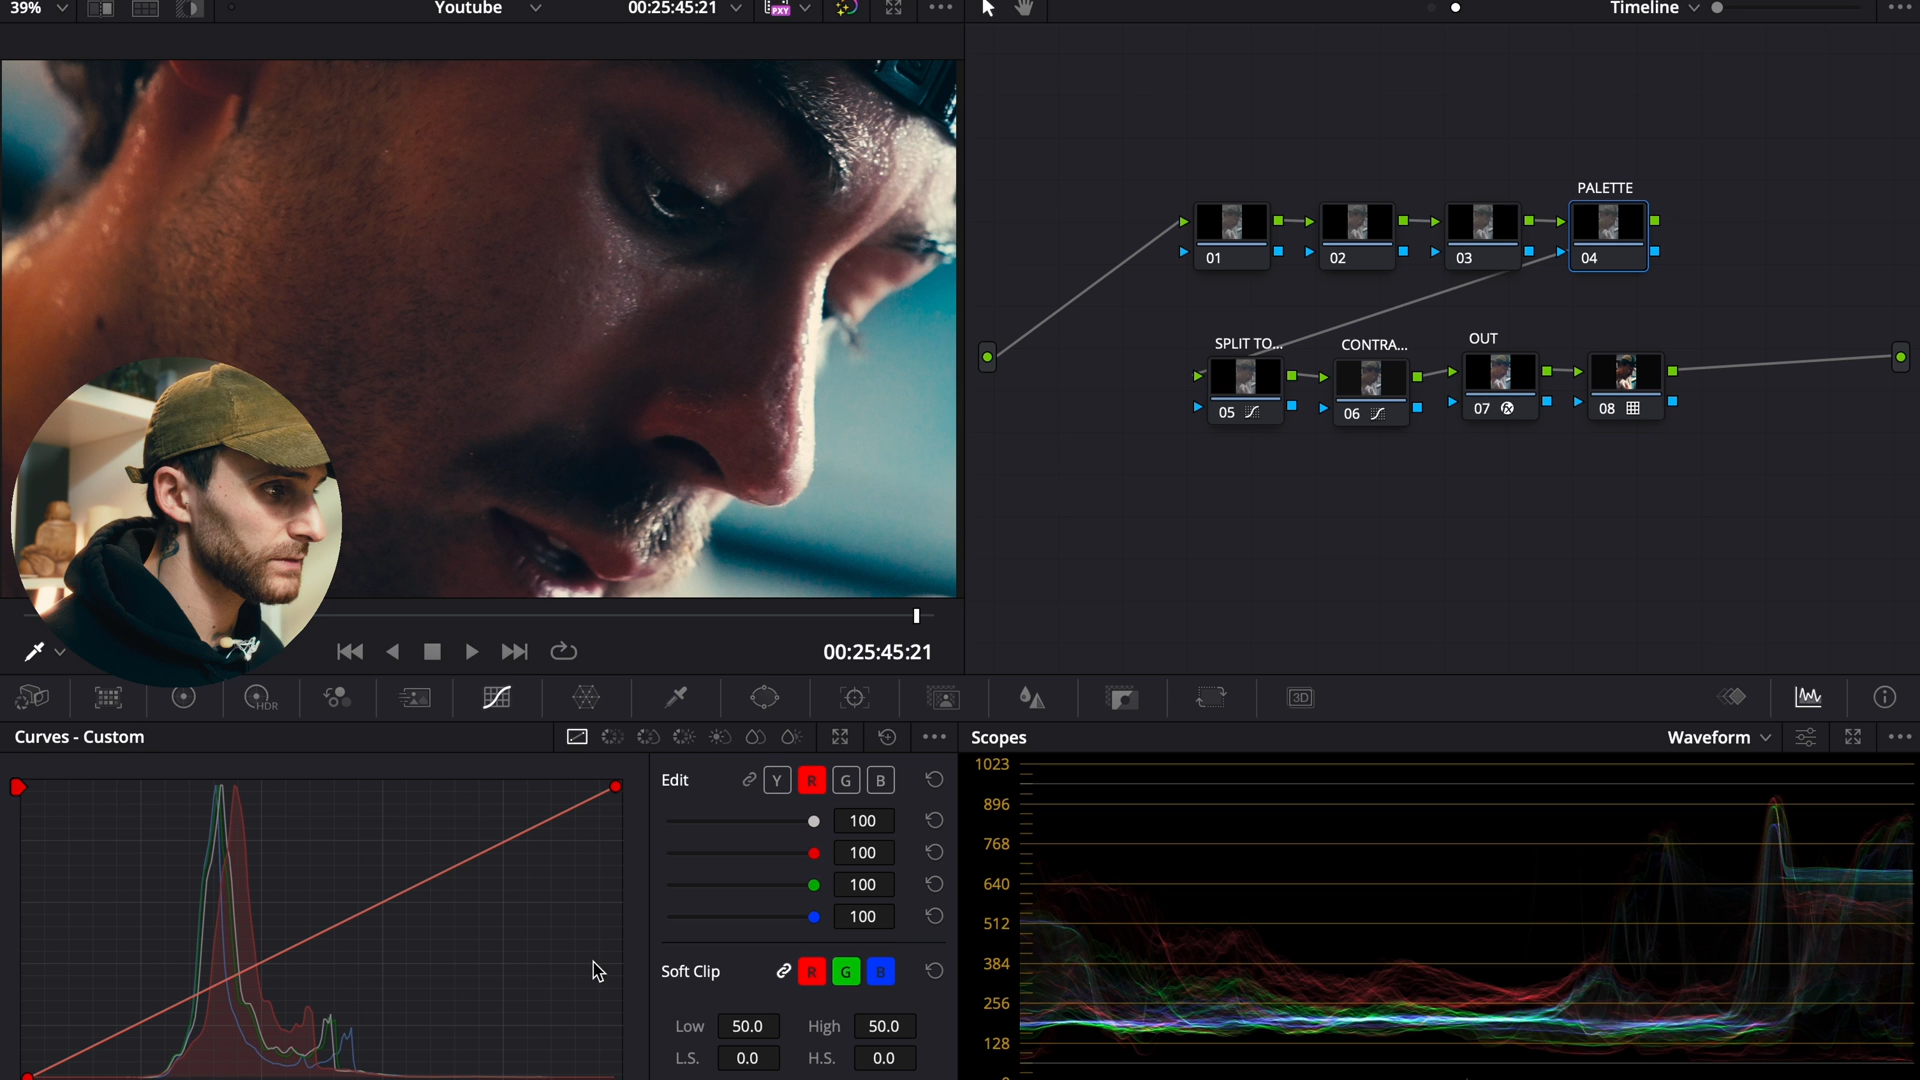 39%
Youtube
00:25:45:21
PXY
Timeline
PALETTE
01
02
03
04
SPLIT TO...
CONTRA...
OUT
05
06
07
08
00:25:45:21
HDR
3D
Curves - Custom
Edit
Y
R
G
B
100
100
100
100
Soft Clip
R
G
B
Low
50.0
High
50.0
L.S.
0.0
H.S.
0.0
Scopes
Waveform
1023
896
768
640
512
384
256
128